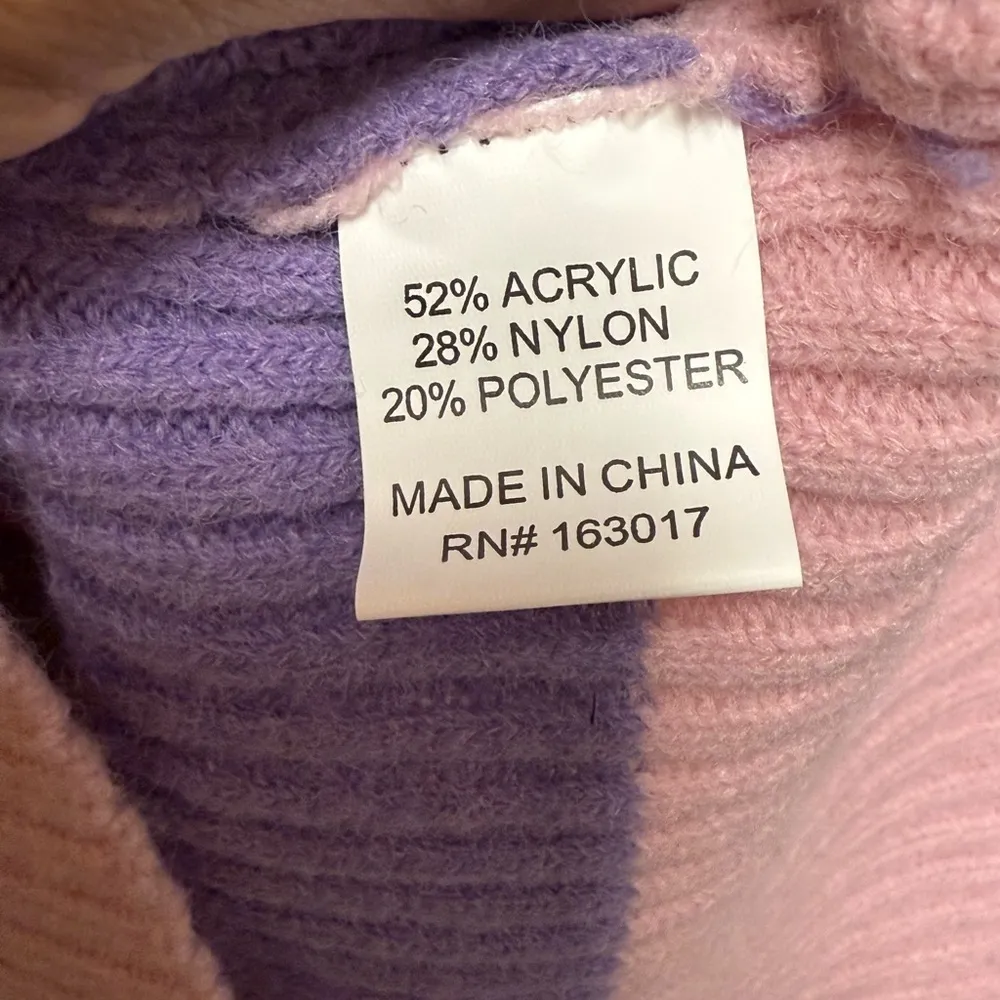 52% ACRYLIC
28% NYLON
20% POLYESTER
MADE IN CHINA
RN# 163017